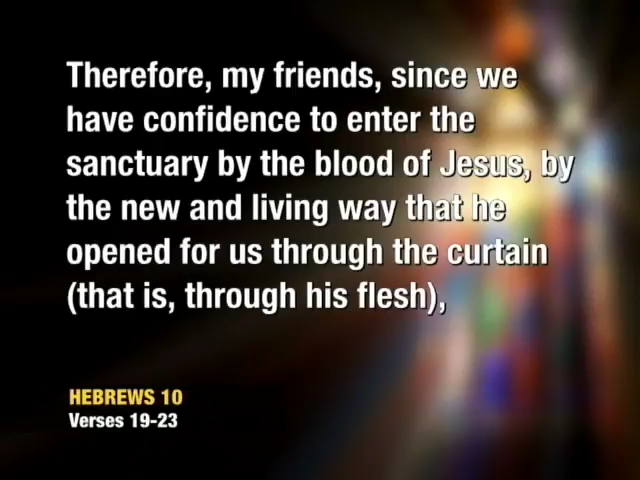 Therefore, my friends, since we
have confidence to enter the
sanctuary by the blood of Jesus, by
the new and living way that he
opened for us through the curtain
(that is, through his flesh),
HEBREWS 10
Verses 19-23